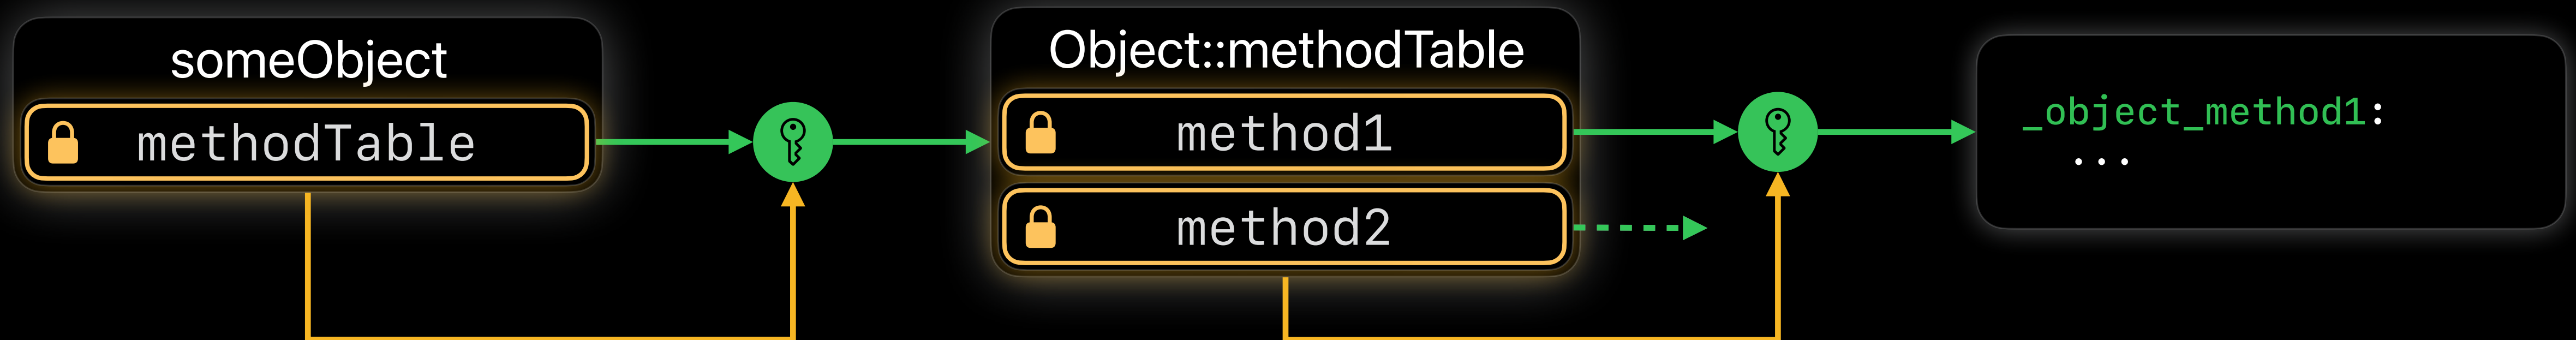 someObject
methodTable
Object::methodTable
method1
method2
_object_method1:
...